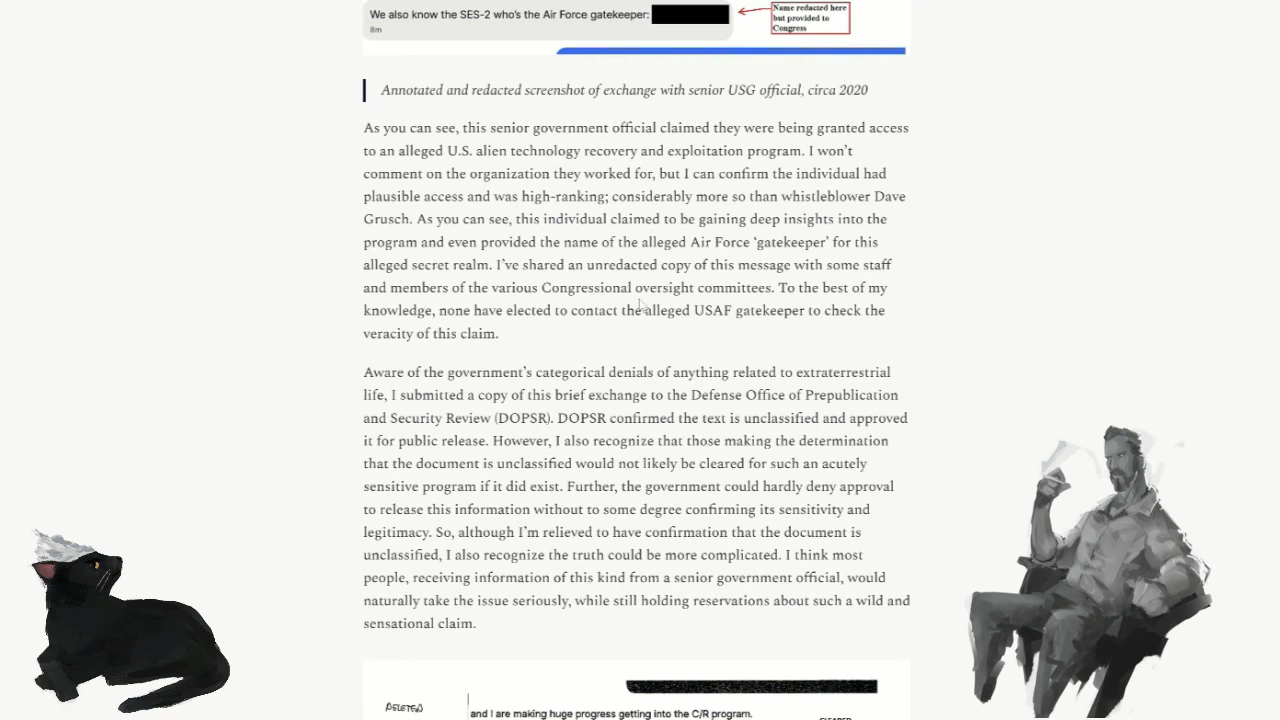 We also know the SES-2 who's the Air Force gatekeeper:
8m
Name redacted here
but provided to
Congress
Annotated and redacted screenshot of exchange with senior USG official, circa 2020
As you can see, this senior government official claimed they were being granted access
to an alleged U.S. alien technology recovery and exploitation program. I won't
comment on the organization they worked for, but I can confirm the individual had
plausible access and was high-ranking; considerably more so than whistleblower Dave
Grusch. As you can see, this individual claimed to be gaining deep insights into the
program and even provided the name of the alleged Air Force ‘gatekeeper’ for this
alleged secret realm. I've shared an unredacted copy of this message with some staff
and members of the various Congressional oversight committees. To the best of my
knowledge, none have elected to contact the alleged USAF gatekeeper to check the
veracity of this claim.
Aware of the government's categorical denials of anything related to extraterrestrial
life, I submitted a copy of this brief exchange to the Defense Office of Prepublication
and Security Review (DOPSR). DOPSR confirmed the text is unclassified and approved
it for public release. However, I also recognize that those making the determination
that the document is unclassified would not likely be cleared for such an acutely
sensitive program if it did exist. Further, the government could hardly deny approval
to release this information without to some degree confirming its sensitivity and
legitimacy. So, although I'm relieved to have confirmation that the document is
unclassified, I also recognize the truth could be more complicated. I think most
people, receiving information of this kind from a senior government official, would
naturally take the issue seriously, while still holding reservations about such a wild and
sensational claim.
DELETED
and I are making huge progress getting into the C/R program.
CLEARED